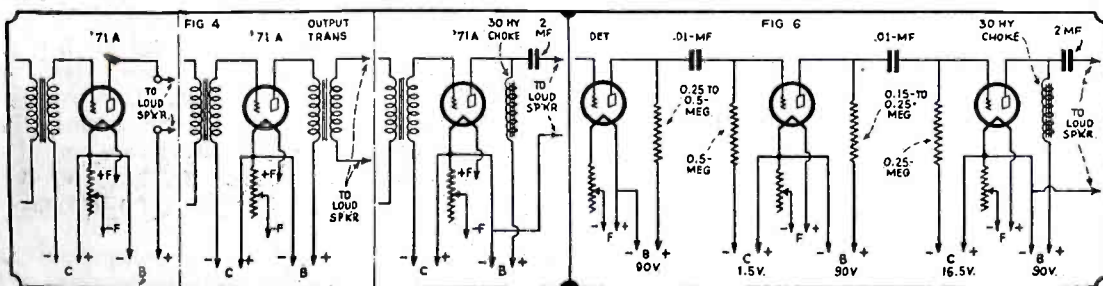 FIG 4
'71 A
TO
LOUD
SPKR.
-F
-
C
+
-
B
+
'71 A
OUTPUT
TRANS
+F
-F
TO
LOUD
SPKR
-
C
+
-
B
+
'71 A
30 HY
CHOKE
2
MF
TO
LOUD
SPKR.
+F
-F
-
C
+
-
B
+
FIG 6
DET
.01-MF
0.25 TO
0.5-
MEG.
0.5-
MEG
-
F
+
-
B
+
90V.
.01-MF
0.15-TO
0.25-
MEG.
0.25-
MEG
-
F
+
-
C
+
1.5V.
-
B
+
90V
30 HY
CHOKE
2 MF
TO
LOUD
SPKR.
-
F
+
-
C
+
16.5V.
-
B
+
90V.